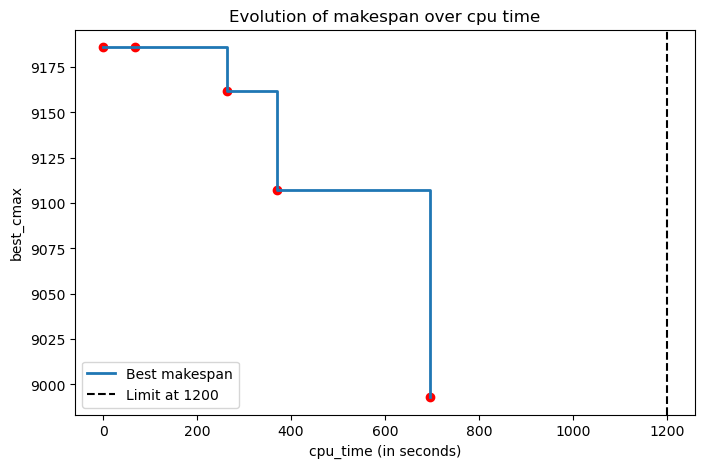 Evolution of makespan over cpu time
best_cmax
9175
9150
9125
9100
9075
9050
9025
9000
Best makespan
Limit at 1200
0 200 400 600 800 1000 1200
cpu_time (in seconds)